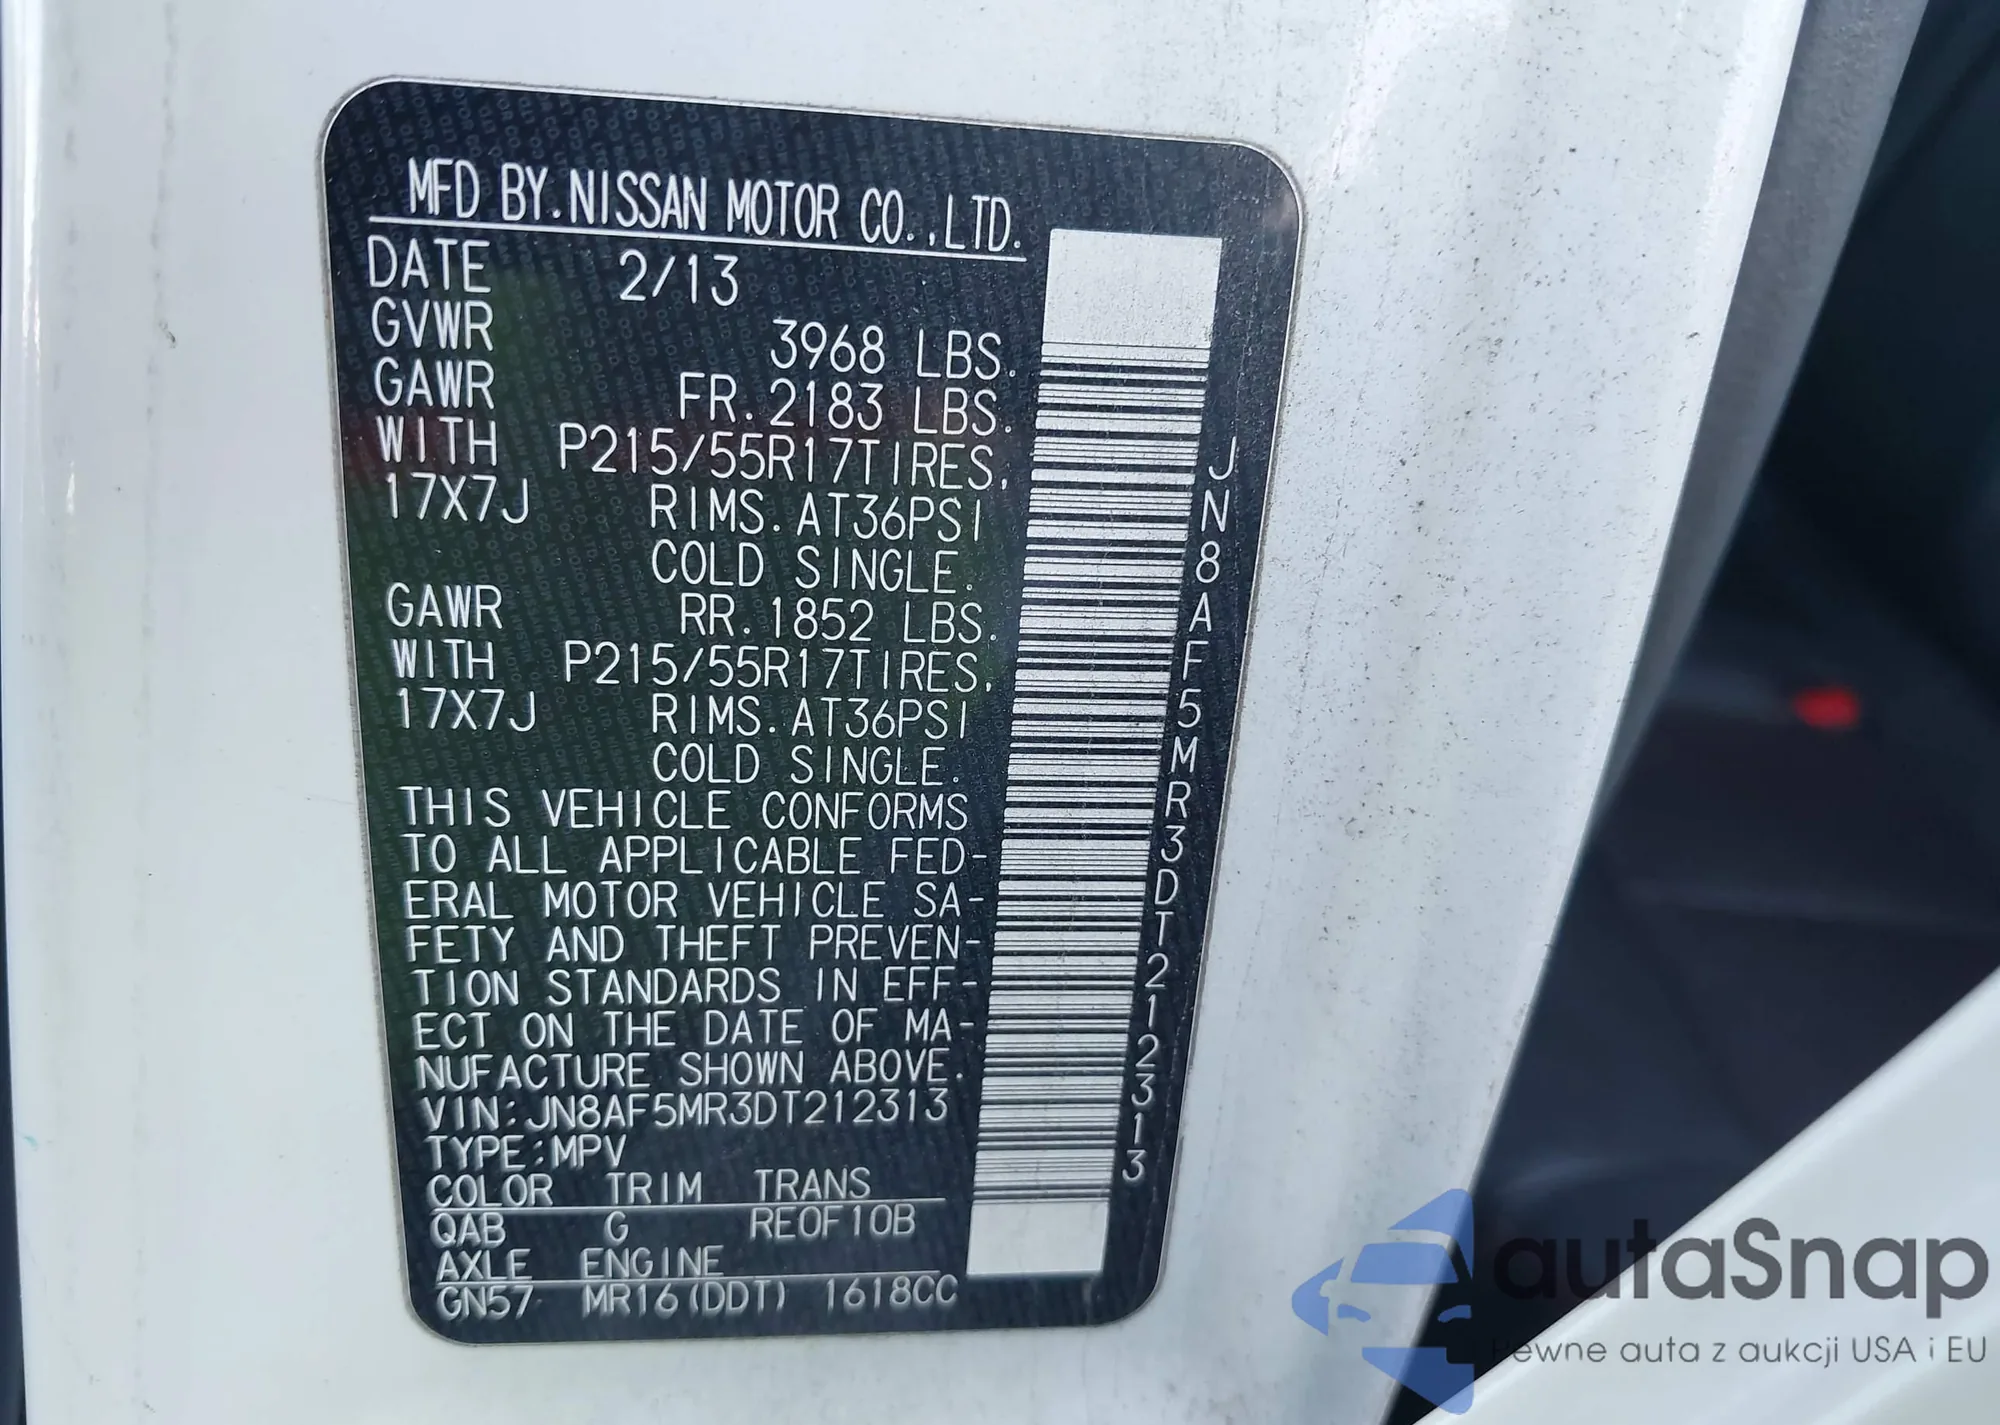 MFD BY.NISSAN MOTOR CO.,LTD.
DATE 2/13
GVWR 3968 LBS.
GAWR FR.2183 LBS.
WITH P215/55R17TIRES,
17X7J RIMS.AT36PSI
COLD SINGLE.
GAWR RR.1852 LBS.
WITH P215/55R17TIRES,
17X7J RIMS.AT36PSI
COLD SINGLE.
THIS VEHICLE CONFORMS
TO ALL APPLICABLE FED-
ERAL MOTOR VEHICLE SA-
FETY AND THEFT PREVEN-
TION STANDARDS IN EFF-
ECT ON THE DATE OF MA-
NUFACTURE SHOWN ABOVE.
VIN:JN8AF5MR3DT212313
TYPE:MPV
COLOR TRIM TRANS
QAB G RE0F10B
AXLE ENGINE
GN57 MR16(DDT) 1618CC
JN8AF5MR3DT212313
autaSnap
Pewne auta z aukcji USA i EU